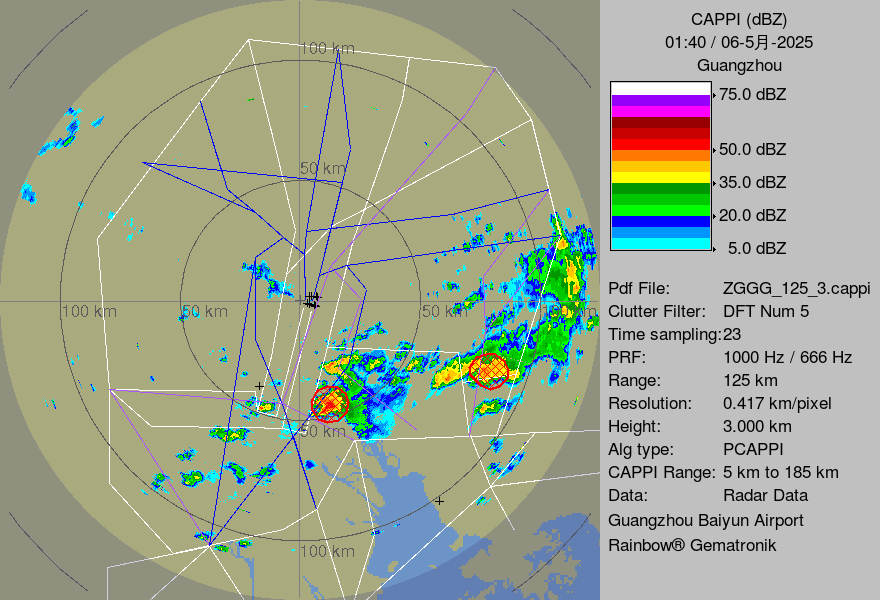 CAPPI (dBZ)
01:40 / 06-5月-2025
Guangzhou
75.0 dBZ
50.0 dBZ
35.0 dBZ
20.0 dBZ
5.0 dBZ
Pdf File: ZGGG_125_3.cappi
Clutter Filter: DFT Num 5
Time sampling:23
PRF: 1000 Hz / 666 Hz
Range: 125 km
Resolution: 0.417 km/pixel
Height: 3.000 km
Alg type: PCAPPI
CAPPI Range: 5 km to 185 km
Data: Radar Data
Guangzhou Baiyun Airport
Rainbow® Gematronik
100 km
50 km
100 km
50 km
50 km
100 km
50 km
100 km